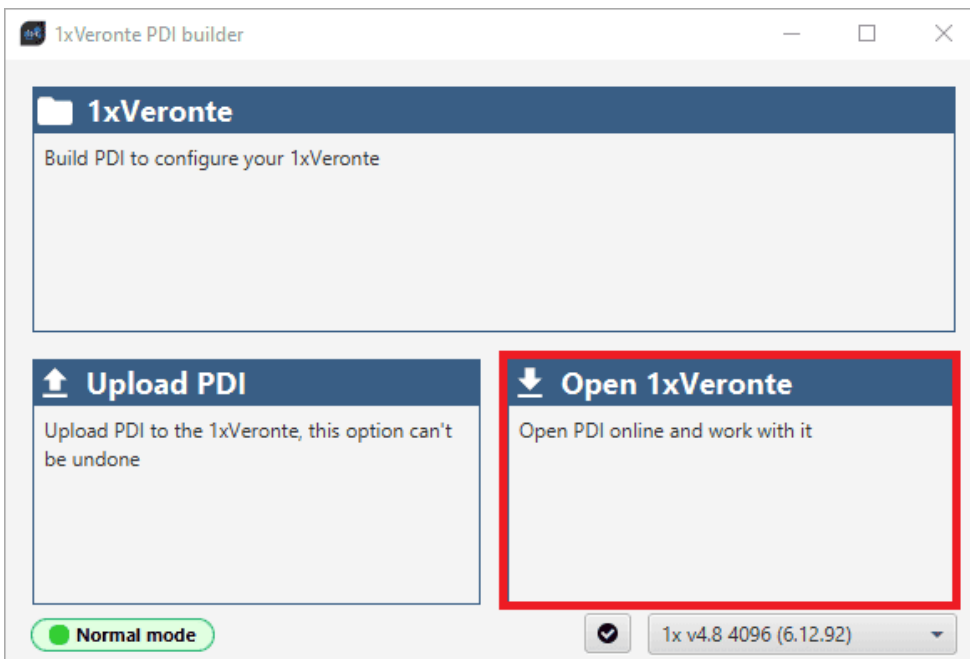 1xVeronte PDI builder
1xVeronte
Build PDI to configure your 1xVeronte
Upload PDI
Upload PDI to the 1xVeronte, this option can't
be undone
Open 1xVeronte
Open PDI online and work with it
Normal mode
1x v4.8 4096 (6.12.92)